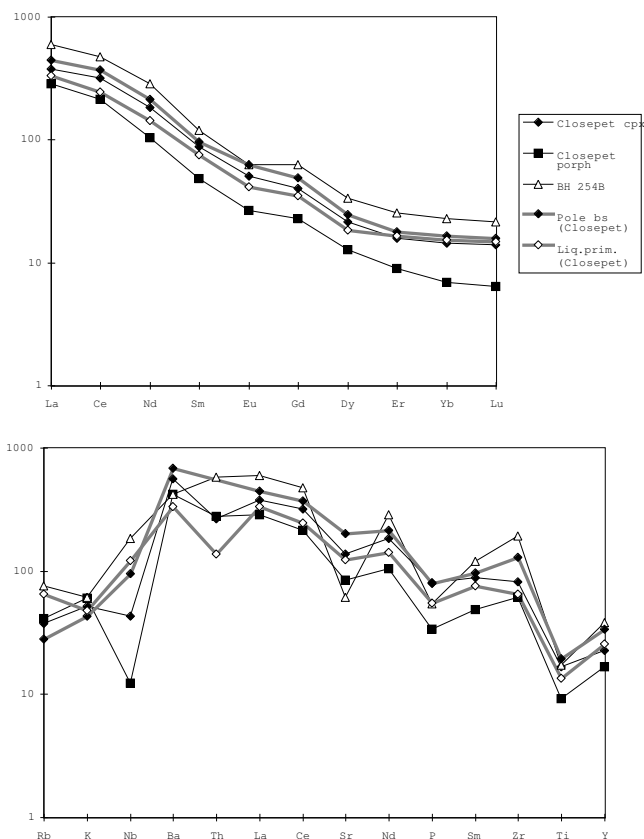 1000
100
10
1
La Ce Nd Sm Eu Gd Dy Er Yb Lu
Closepet cpx
Closepet
porph
BH 254B
Pole bs
(Closepet)
Liq.prim.
(Closepet)
1000
100
10
1
Rb K Nb Ba Th La Ce Sr Nd P Sm Zr Ti Y